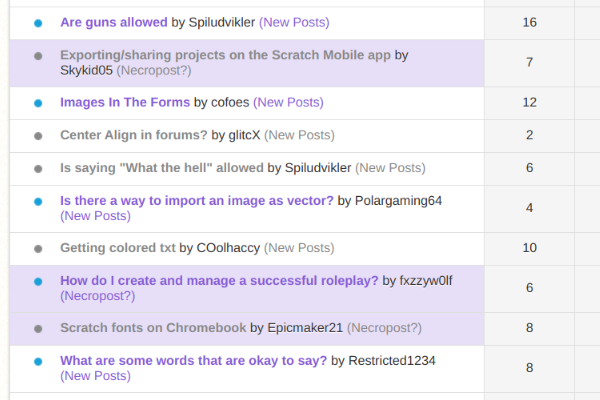 Are guns allowed by Spiludvikler (New Posts) 16
Exporting/sharing projects on the Scratch Mobile app by
Skykid05 (Necropost?) 7
Images In The Forms by cofoes (New Posts) 12
Center Align in forums? by glitcX (New Posts) 2
Is saying "What the hell" allowed by Spiludvikler (New Posts) 6
Is there a way to import an image as vector? by Polargaming64
(New Posts) 4
Getting colored txt by COolhaccy (New Posts) 10
How do I create and manage a successful roleplay? by fxzzyw0lf
(Necropost?) 6
Scratch fonts on Chromebook by Epicmaker21 (Necropost?) 8
What are some words that are okay to say? by Restricted1234
(New Posts) 8